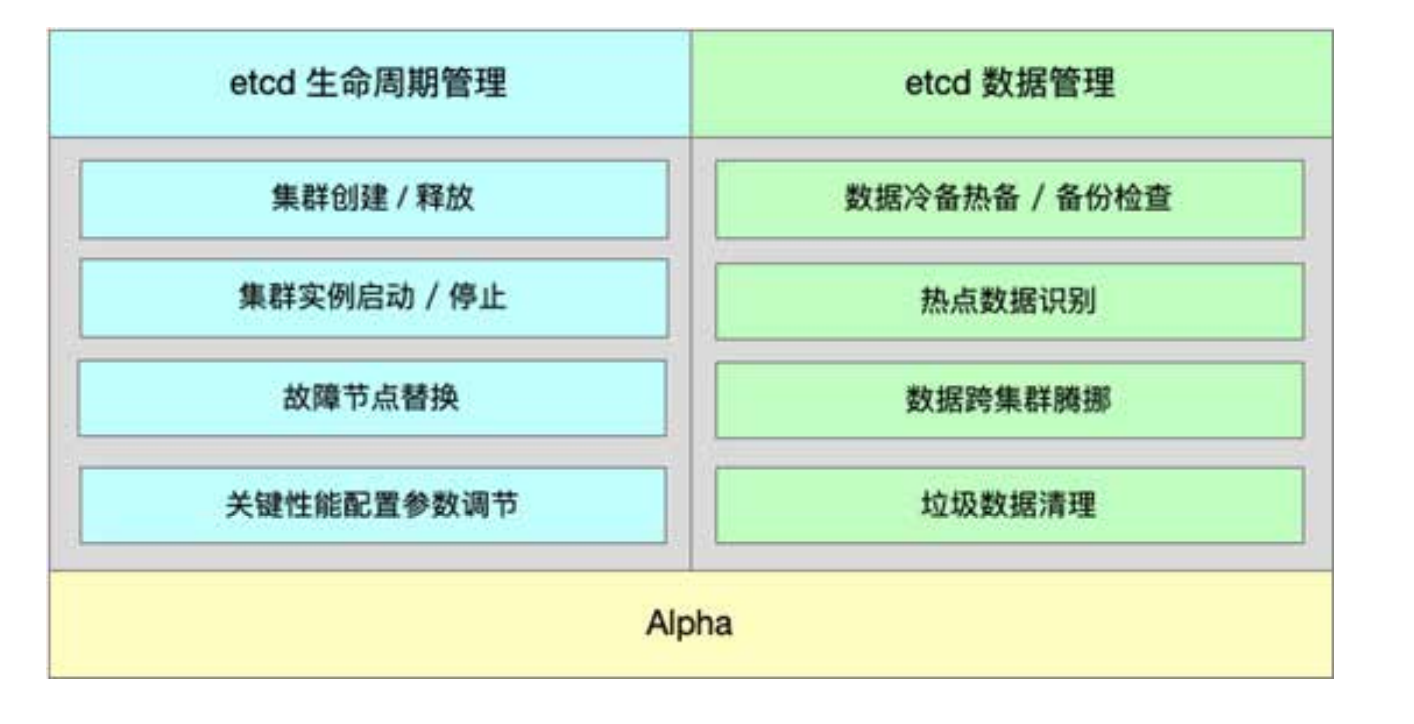 etcd 生命周期管理
etcd 数据管理
集群创建 / 释放
集群实例启动 / 停止
故障节点替换
关键性能配置参数调节
数据冷备热备 / 备份检查
热点数据识别
数据跨集群腾挪
垃圾数据清理
Alpha